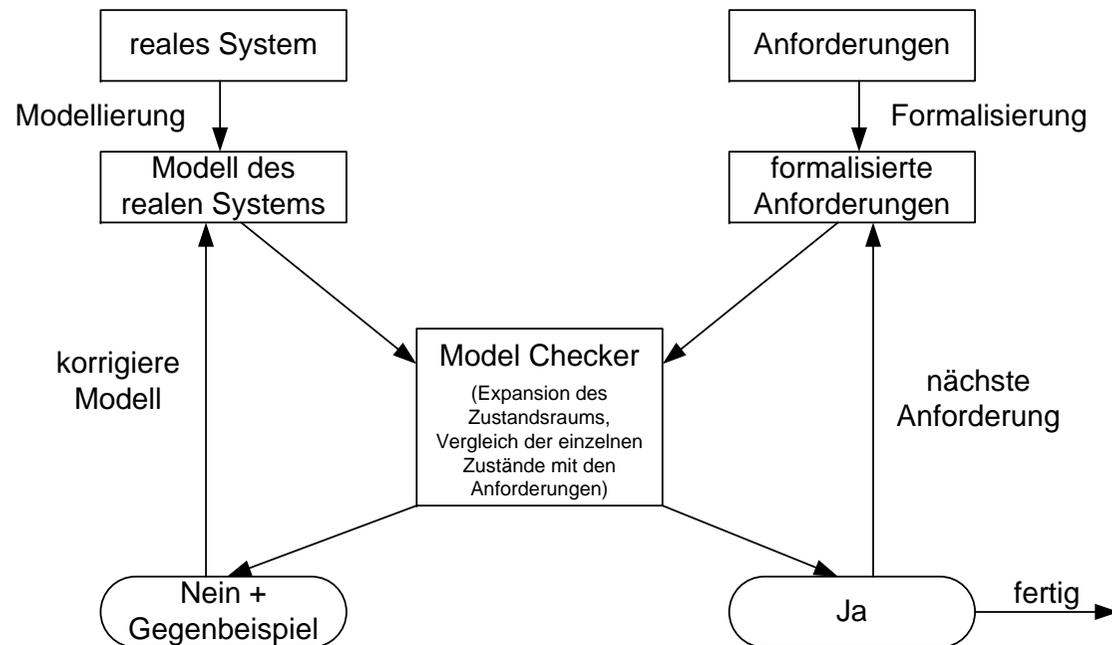 reales System
Anforderungen
Modellierung
Formalisierung
Modell des
realen Systems
formalisierte
Anforderungen
korrigiere
Modell
Model Checker
(Expansion des
Zustandsraums,
Vergleich der einzelnen
Zustände mit den
Anforderungen)
nächste
Anforderung
Nein +
Gegenbeispiel
Ja
fertig